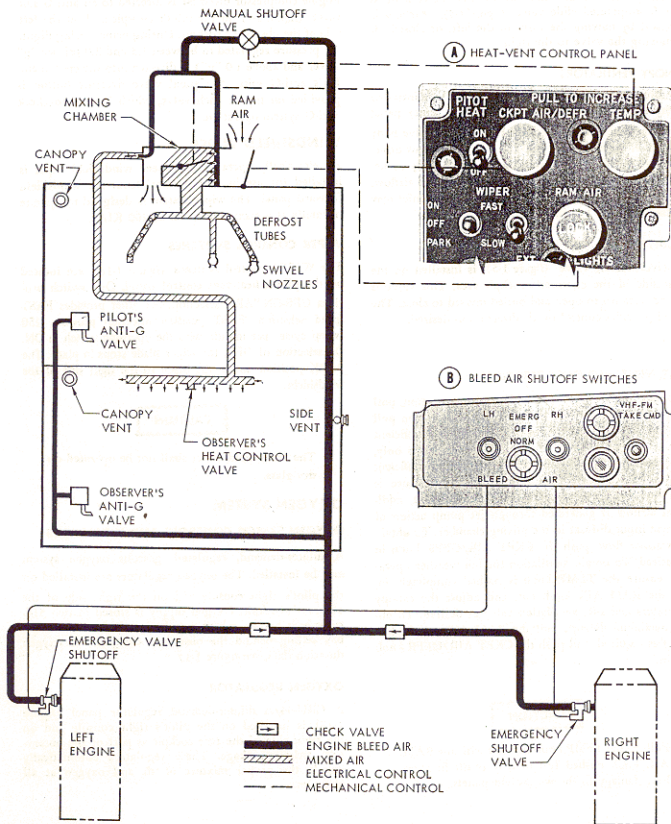 MANUAL SHUTOFF
VALVE
A HEAT-VENT CONTROL PANEL
MIXING
CHAMBER
RAM
AIR
PITOT
HEAT
PULL TO INCREASE
CKPT AIR/DEFR
TEMP
ON
OFF
CANOPY
VENT
WIPER
FAST
RAM AIR
ON
OFF
PARK
SLOW
DEFROST
TUBES
SWIVEL
NOZZLES
PILOT'S
ANTI-G
VALVE
B BLEED AIR SHUTOFF SWITCHES
CANOPY
VENT
SIDE
VENT
LH
EMERG
OFF
NORM
RH
VHF-FM
TAKE CMD
BLEED
AIR
OBSERVER'S
HEAT CONTROL
VALVE
OBSERVER'S
ANTI-G
VALVE
EMERGENCY VALVE
SHUTOFF
LEFT
ENGINE
CHECK VALVE
ENGINE BLEED AIR
MIXED AIR
ELECTRICAL CONTROL
MECHANICAL CONTROL
EMERGENCY
SHUTOFF
VALVE
RIGHT
ENGINE